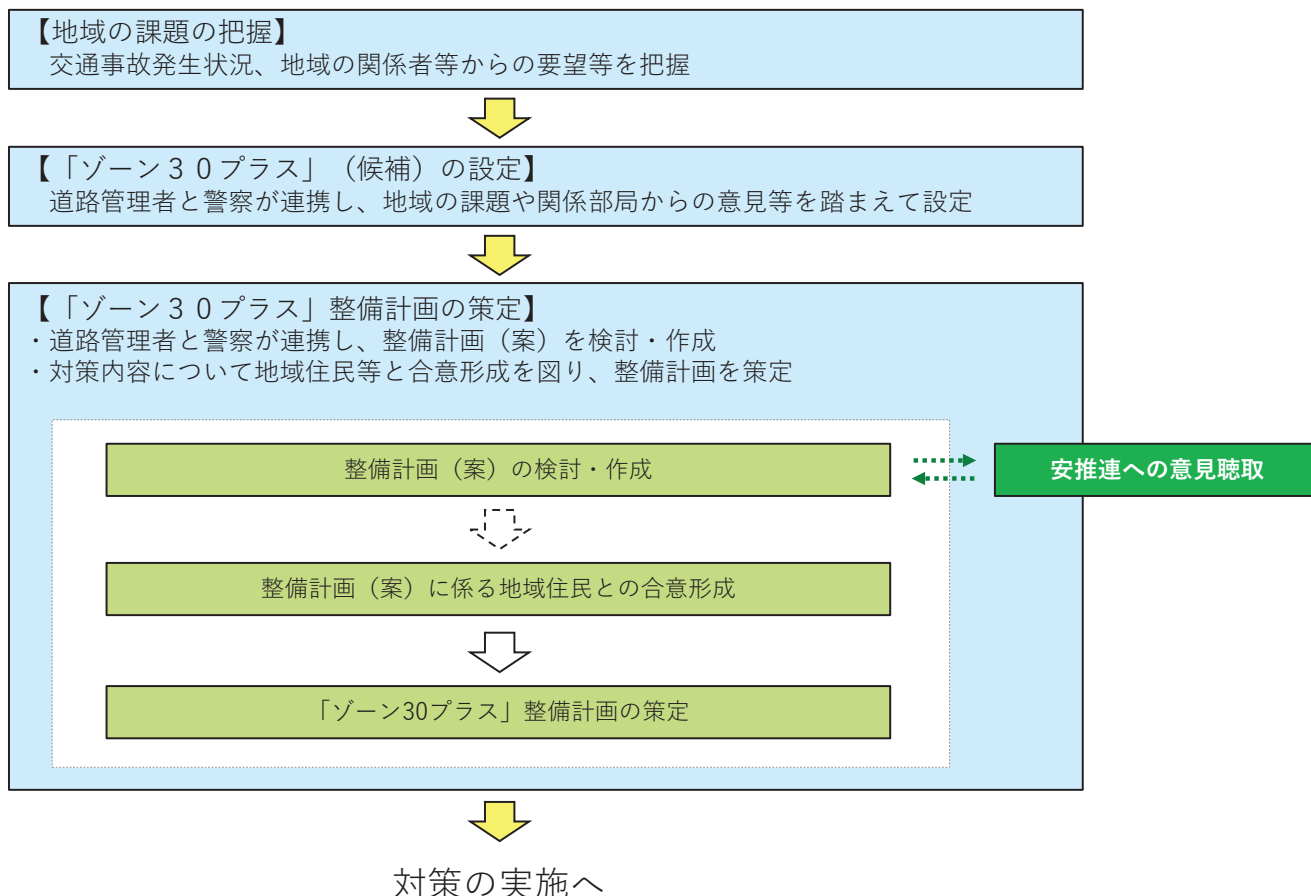 【地域の課題の把握】
交通事故発生状況、地域の関係者等からの要望等を把握
【「ゾーン３０プラス」（候補）の設定】
道路管理者と警察が連携し、地域の課題や関係部局からの意見等を踏まえて設定
【「ゾーン３０プラス」整備計画の策定】
・道路管理者と警察が連携し、整備計画（案）を検討・作成
・対策内容について地域住民等と合意形成を図り、整備計画を策定
整備計画（案）の検討・作成
安推連への意見聴取
整備計画（案）に係る地域住民との合意形成
「ゾーン30プラス」整備計画の策定
対策の実施へ